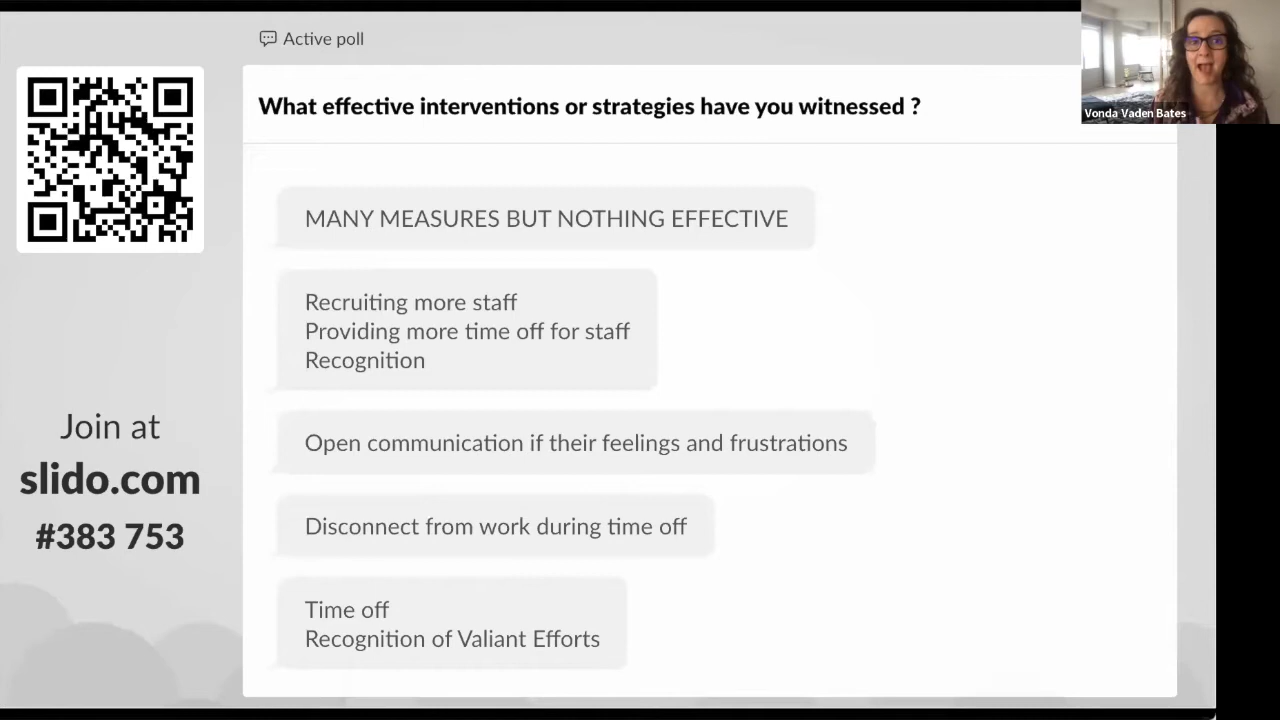 Active poll
What effective interventions or strategies have you witnessed ?
Vonda Vaden Bates
MANY MEASURES BUT NOTHING EFFECTIVE
Recruiting more staff
Providing more time off for staff
Recognition
Open communication if their feelings and frustrations
Disconnect from work during time off
Time off
Recognition of Valiant Efforts
Join at
slido.com
#383 753